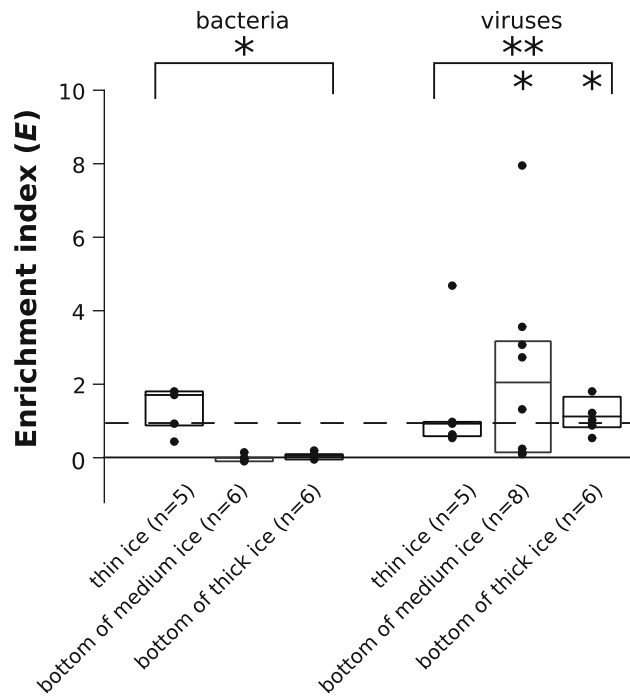 bacteria
viruses
*
**
*
*
Enrichment index (E)
10
8
6
4
2
0
thin ice (n=5)
bottom of medium ice (n=6)
bottom of thick ice (n=6)
thin ice (n=5)
bottom of medium ice (n=8)
bottom of thick ice (n=6)